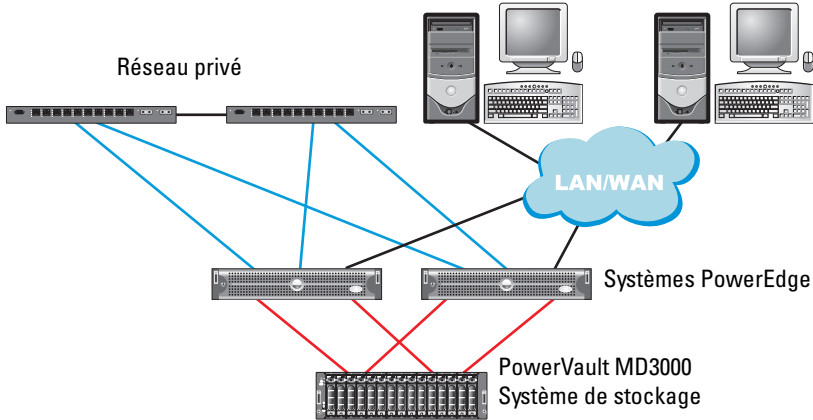 Réseau privé
LAN/WAN
Systèmes PowerEdge
PowerVault MD3000
Système de stockage